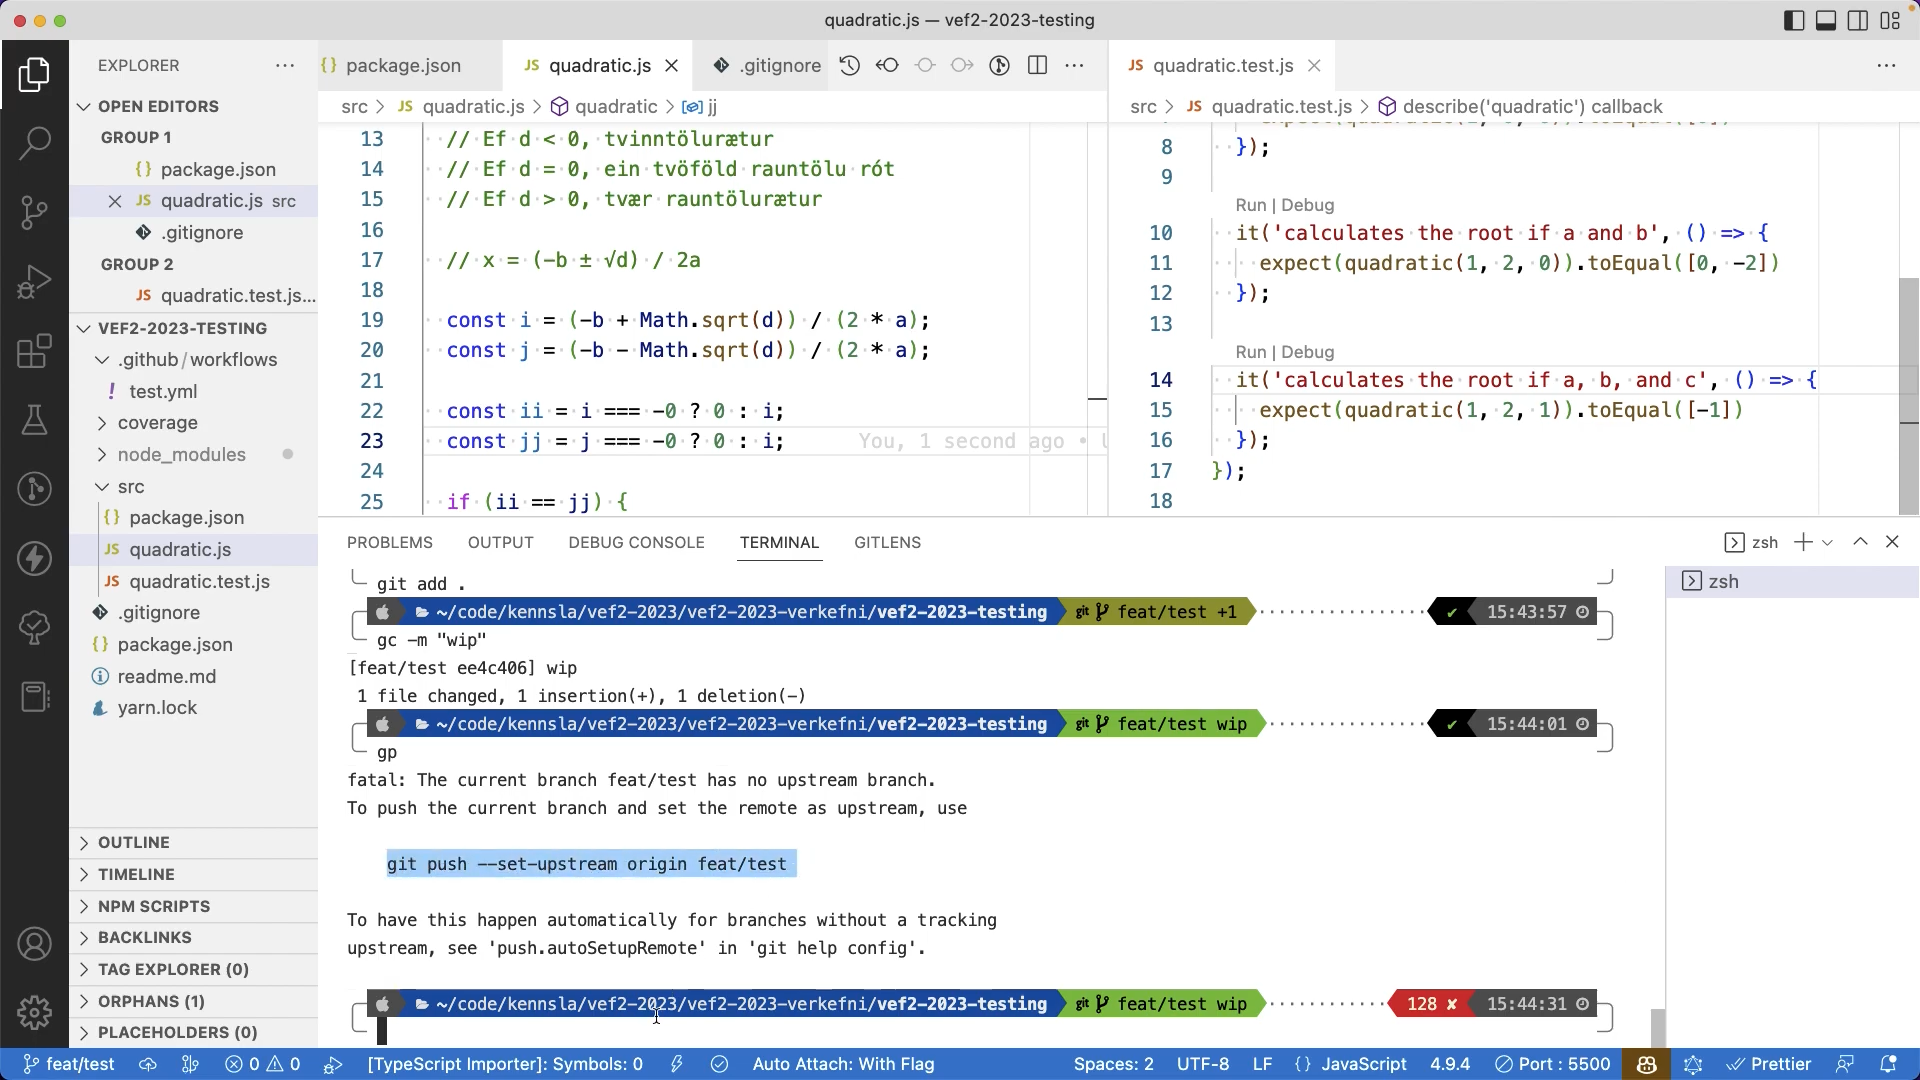 quadratic.js — vef2-2023-testing
EXPLORER
OPEN EDITORS
GROUP 1
{} package.json
JS quadratic.js src
.gitignore
GROUP 2
JS quadratic.test.js...
VEF2-2023-TESTING
.github/workflows
! test.yml
coverage
node_modules
src
{} package.json
JS quadratic.js
JS quadratic.test.js
.gitignore
{} package.json
readme.md
yarn.lock
OUTLINE
TIMELINE
NPM SCRIPTS
BACKLINKS
TAG EXPLORER (0)
ORPHANS (1)
PLACEHOLDERS (0)
{} package.json
JS quadratic.js
.gitignore
src > JS quadratic.js > quadratic > jj
13 // Ef d < 0, tvinntölurætur
14 // Ef d = 0, ein tvöföld rauntölu rót
15 // Ef d > 0, tvær rauntölurætur
16
17 // x = (-b ± √d) / 2a
18
19 const i = (-b + Math.sqrt(d)) / (2 * a);
20 const j = (-b - Math.sqrt(d)) / (2 * a);
21
22 const ii = i === -0 ? 0 : i;
23 const jj = j === -0 ? 0 : i; You, 1 second ago •
24
25 if (ii == jj) {
JS quadratic.test.js
src > JS quadratic.test.js > describe('quadratic') callback
8 });
9
Run | Debug
10 it('calculates the root if a and b', () => {
11 expect(quadratic(1, 2, 0)).toEqual([0, -2])
12 });
13
Run | Debug
14 it('calculates the root if a, b, and c', () => {
15 expect(quadratic(1, 2, 1)).toEqual([-1])
16 });
17 });
18
PROBLEMS OUTPUT DEBUG CONSOLE TERMINAL GITLENS
zsh
zsh
git add .
~/code/kennsla/vef2-2023/vef2-2023-verkefni/vef2-2023-testing git feat/test +1 ✔ 15:43:57
gc -m "wip"
[feat/test ee4c406] wip
1 file changed, 1 insertion(+), 1 deletion(-)
~/code/kennsla/vef2-2023/vef2-2023-verkefni/vef2-2023-testing git feat/test wip ✔ 15:44:01
gp
fatal: The current branch feat/test has no upstream branch.
To push the current branch and set the remote as upstream, use
git push --set-upstream origin feat/test
To have this happen automatically for branches without a tracking
upstream, see 'push.autoSetupRemote' in 'git help config'.
~/code/kennsla/vef2-2023/vef2-2023-verkefni/vef2-2023-testing git feat/test wip 128 ✘ 15:44:31
feat/test 0 0 [TypeScript Importer]: Symbols: 0 Auto Attach: With Flag Spaces: 2 UTF-8 LF {} JavaScript 4.9.4 Port : 5500 Prettier